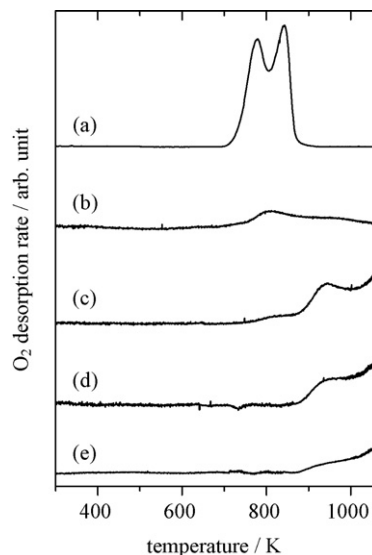 O₂ desorption rate / arb. unit
(a)
(b)
(c)
(d)
(e)
400 600 800 1000
temperature / K